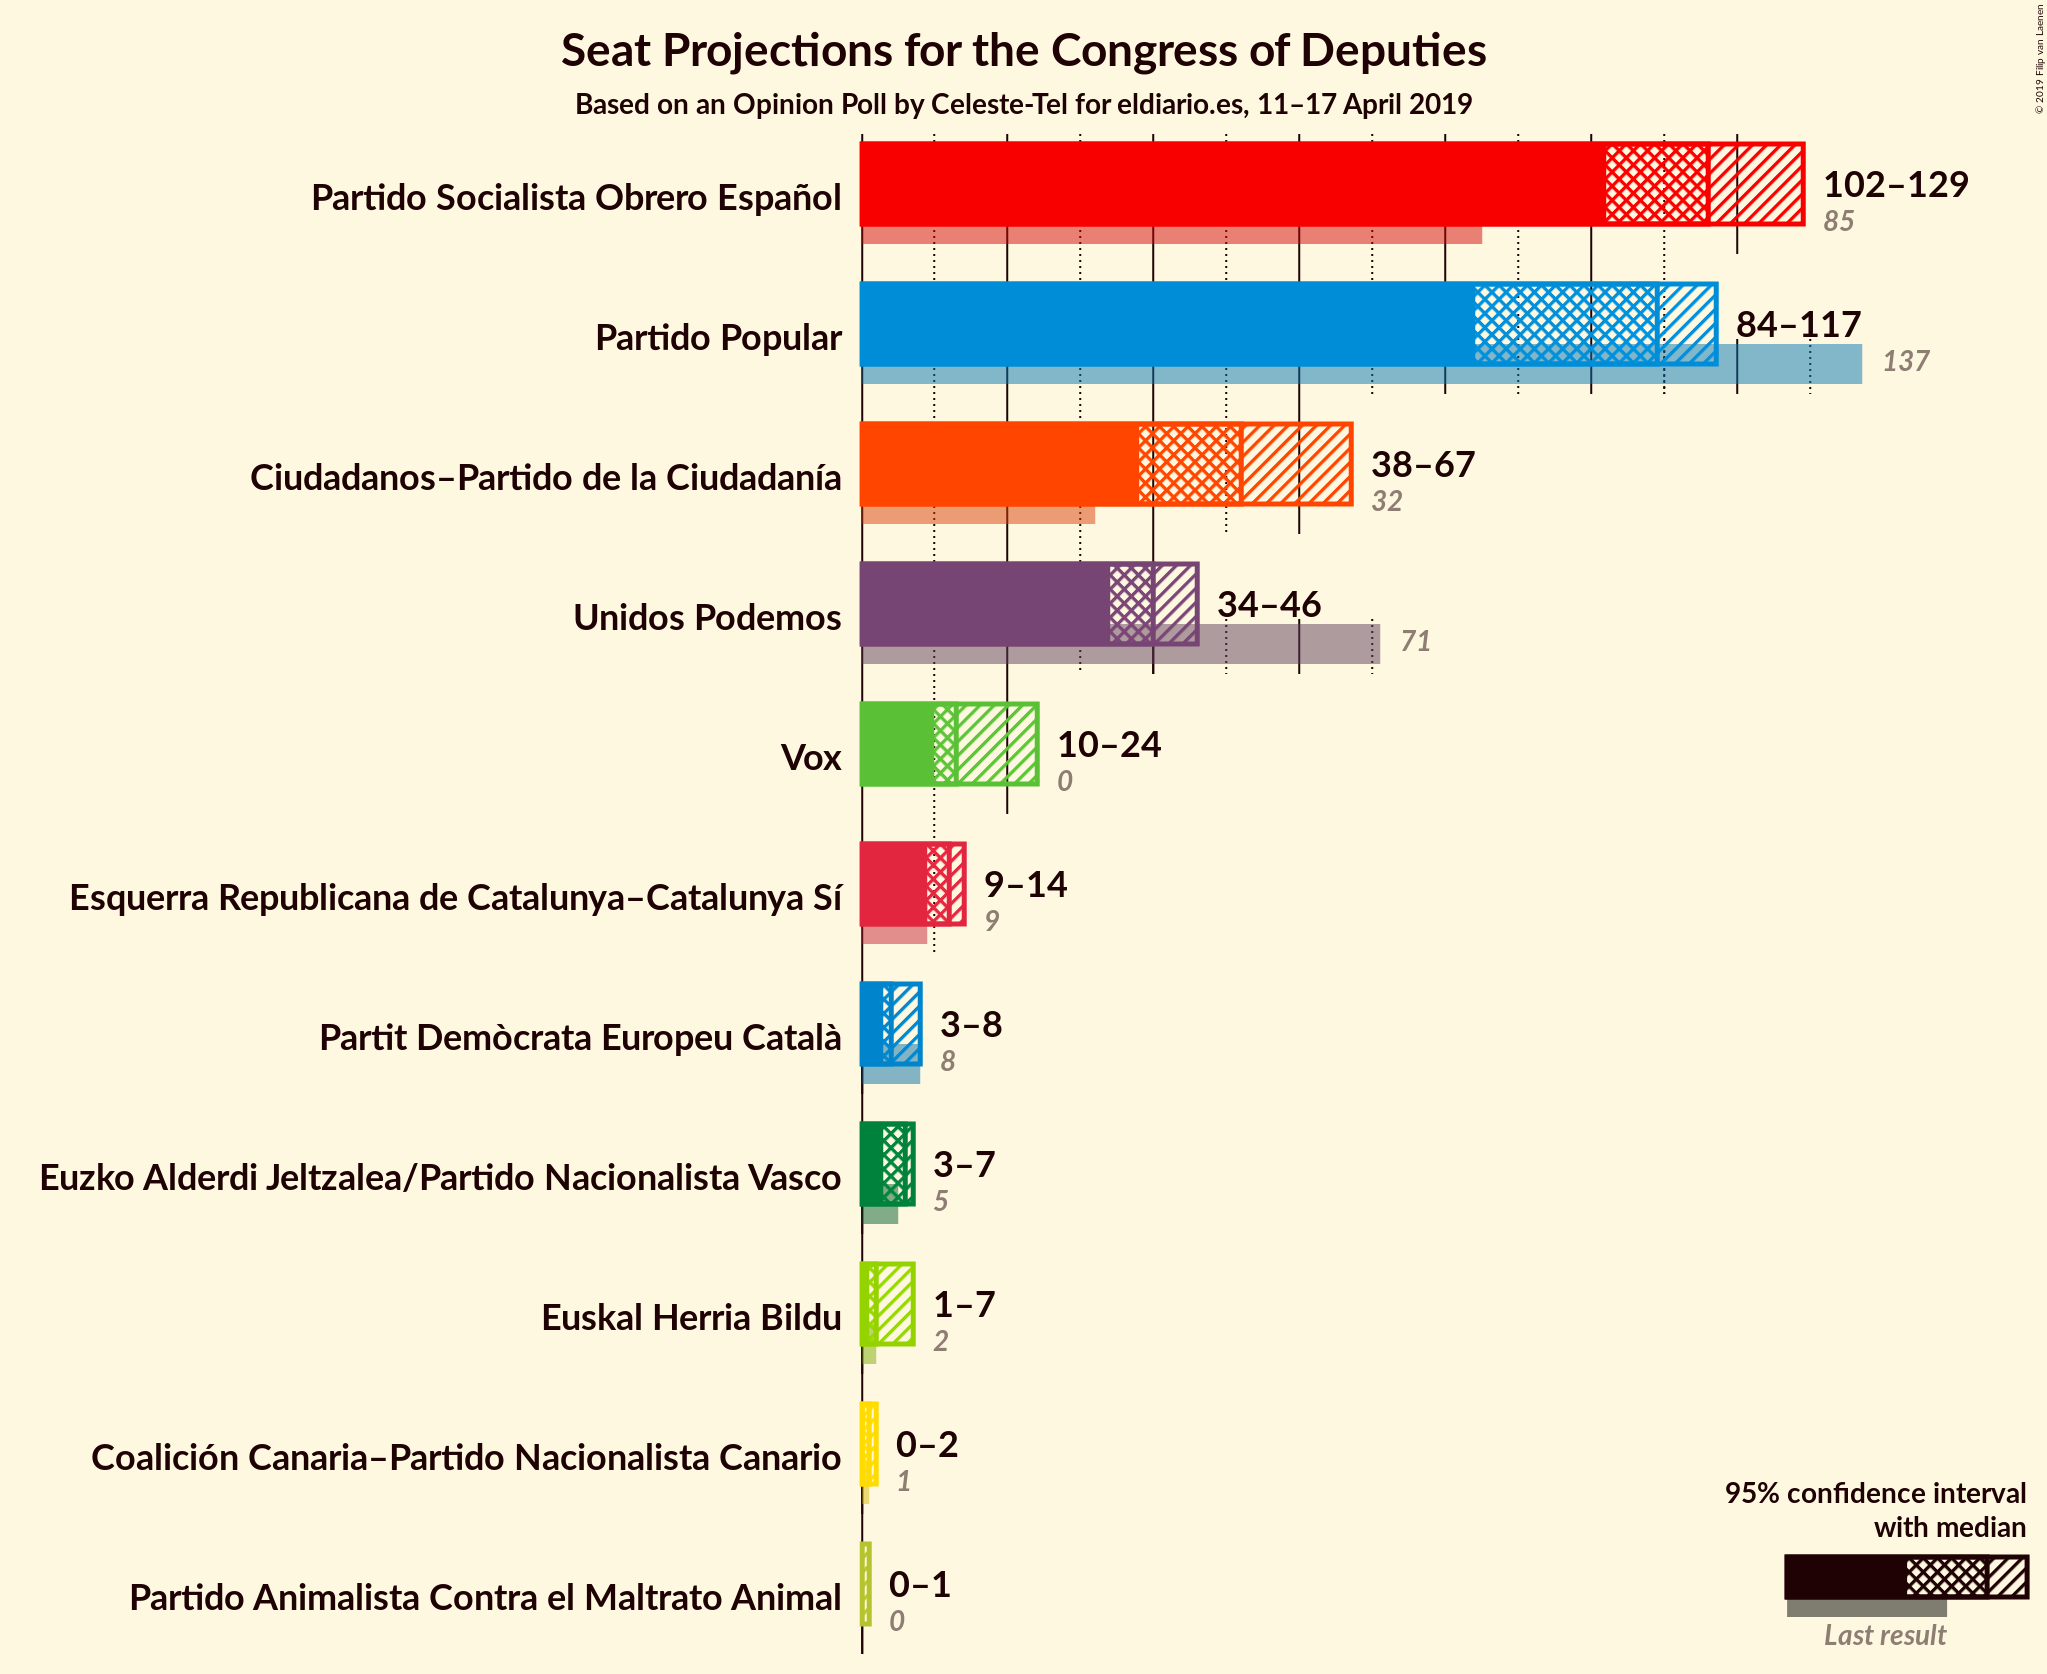 Seat Projections for the Congress of Deputies
Based on an Opinion Poll by Celeste-Tel for eldiario.es, 11–17 April 2019
© 2019 Filip van Laenen
Partido Socialista Obrero Español
102–129
85
Partido Popular
84–117
137
Ciudadanos–Partido de la Ciudadanía
38–67
32
Unidos Podemos
34–46
71
Vox
10–24
0
Esquerra Republicana de Catalunya–Catalunya Sí
9–14
9
Partit Demòcrata Europeu Català
3–8
8
Euzko Alderdi Jeltzalea/Partido Nacionalista Vasco
3–7
5
Euskal Herria Bildu
1–7
2
Coalición Canaria–Partido Nacionalista Canario
0–2
1
Partido Animalista Contra el Maltrato Animal
0–1
0
95% confidence interval
with median
Last result